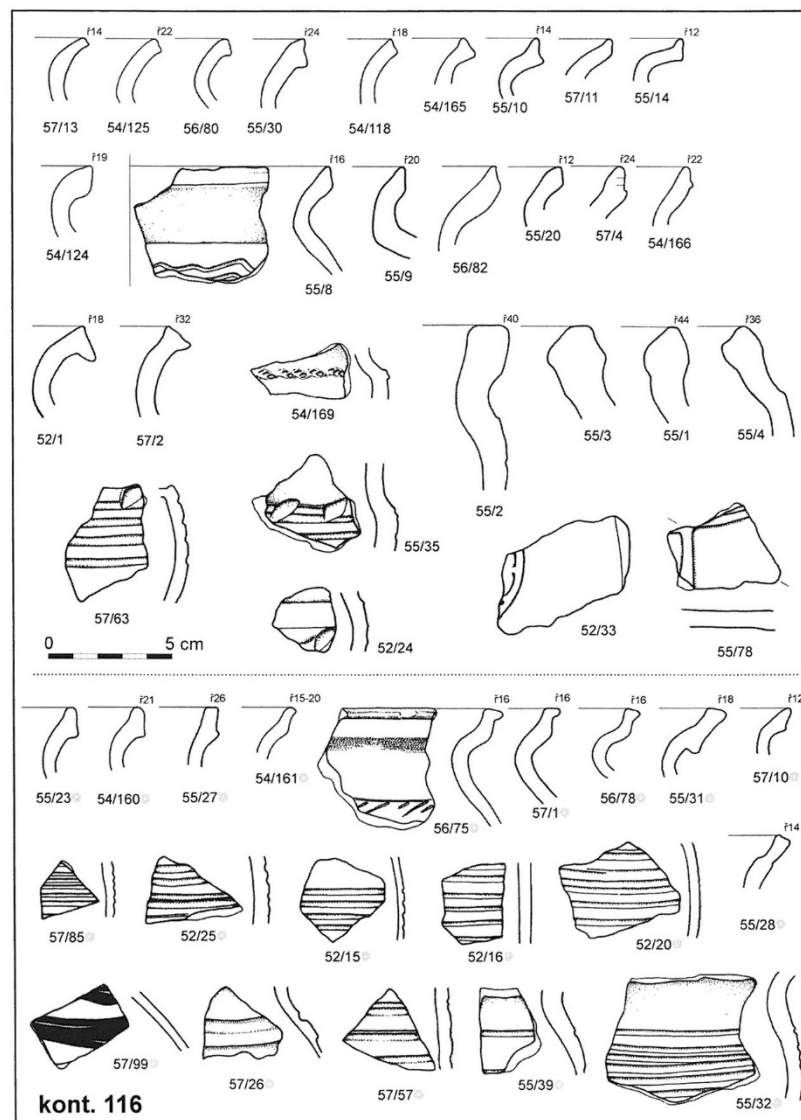 ř14 ř22 ř24 ř18 ř14 ř12
57/13 54/125 56/80 55/30 54/118 54/165 55/10 57/11 55/14
ř19 ř16 ř20 ř12 ř24 ř22
54/124 55/8 55/9 56/82 55/20 57/4 54/166
ř18 ř32 ř40 ř44 ř36
52/1 57/2 54/169 55/2 55/3 55/1 55/4
57/63 55/35 52/24 52/33 55/78
0 5 cm
ř21 ř26 ř15-20 ř16 ř16 ř16 ř18 ř12
55/23 54/160 55/27 54/161 56/75 57/1 56/78 55/31 57/10
ř14
57/85 52/25 52/15 52/16 52/20 55/28
57/99 57/26 57/57 55/39 55/32
kont. 116